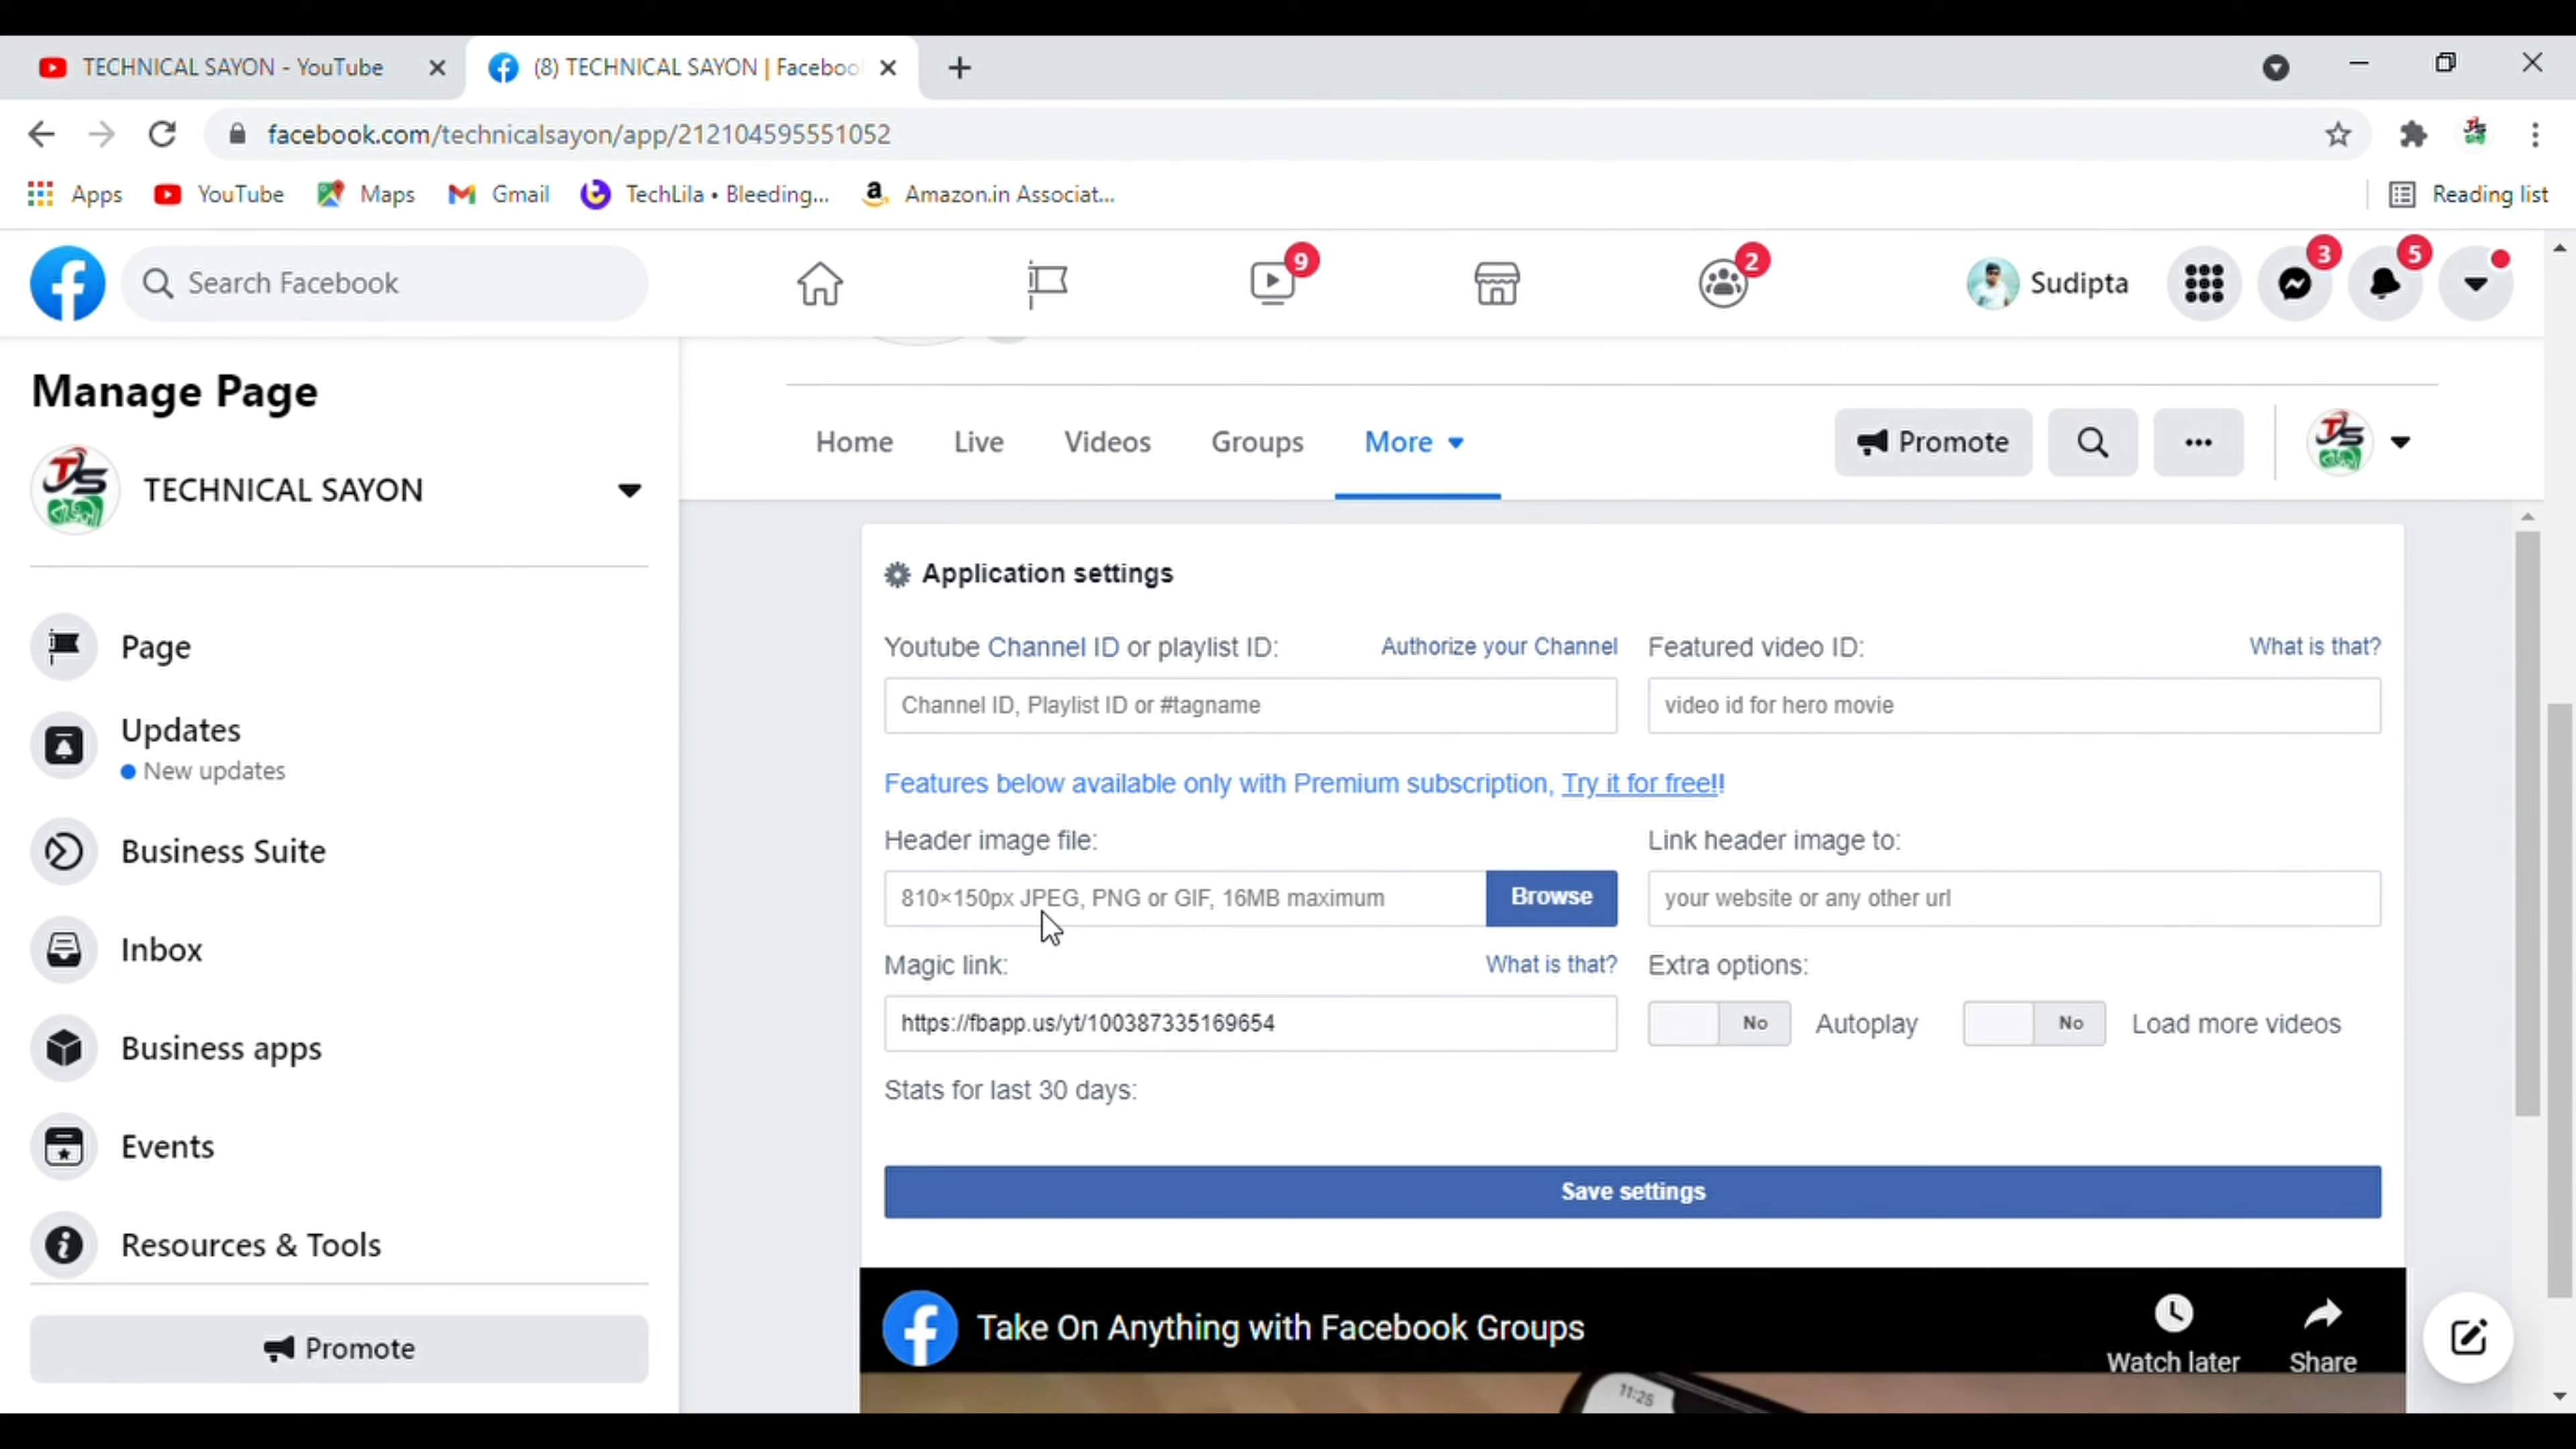 TECHNICAL SAYON - YouTube
(8) TECHNICAL SAYON | Faceboo
facebook.com/technicalsayon/app/212104595551052
Apps YouTube Maps Gmail TechLila • Bleeding... Amazon.in Associat... Reading list
Search Facebook 9 2 Sudipta 3 5
Manage Page
TECHNICAL SAYON
Page
Updates
New updates
Business Suite
Inbox
Business apps
Events
Resources & Tools
Promote
Home Live Videos Groups More Promote
Application settings
Youtube Channel ID or playlist ID: Authorize your Channel
Channel ID, Playlist ID or #tagname
Featured video ID: What is that?
video id for hero movie
Features below available only with Premium subscription, Try it for free!!
Header image file:
810×150px JPEG, PNG or GIF, 16MB maximum Browse
Link header image to:
your website or any other url
Magic link: What is that?
https://fbapp.us/yt/100387335169654
Extra options:
No Autoplay No Load more videos
Stats for last 30 days:
Save settings
Take On Anything with Facebook Groups
Watch later Share
11:25